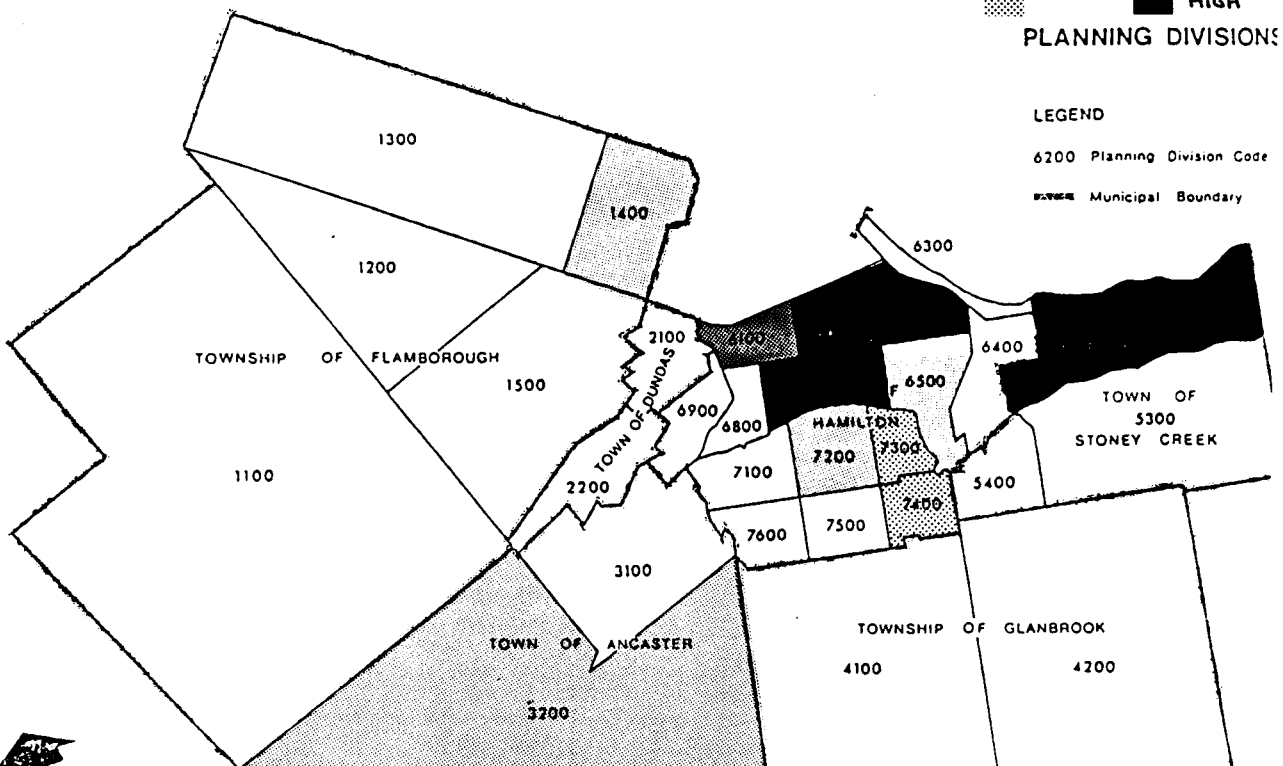 HIGH
PLANNING DIVISIONS
LEGEND
6200 Planning Division Code
Municipal Boundary
1300
1400
6300
1200
2100
6100
6400
TOWNSHIP OF FLAMBOROUGH
1500
6500
F
TOWN OF DUNDAS
6900
6800
TOWN OF
5300
STONEY CREEK
HAMILTON
7300
7200
7100
1100
2200
5400
7400
7500
7600
3100
TOWN OF ANCASTER
TOWNSHIP OF GLANBROOK
4100
4200
3200